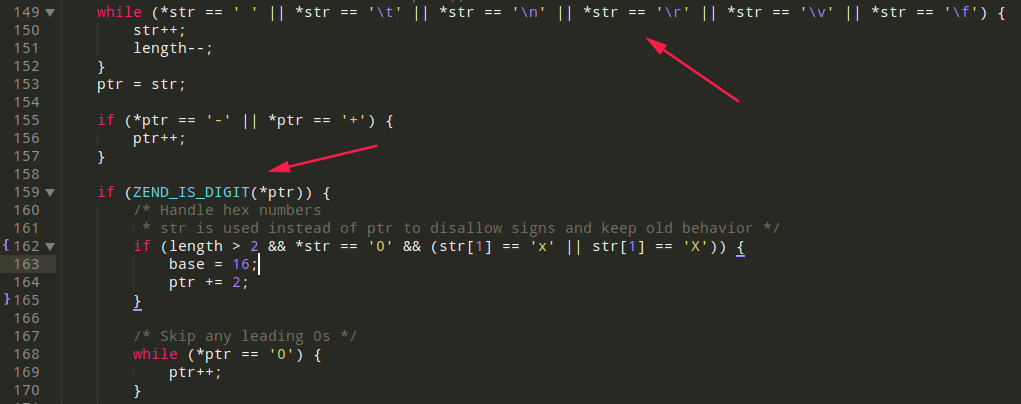 149 while (*str == ' ' || *str == '\t' || *str == '\n' || *str == '\r' || *str == '\v' || *str == '\f') {
150 str++;
151 length--;
152 }
153 ptr = str;
154
155 if (*ptr == '-' || *ptr == '+') {
156 ptr++;
157 }
158
159 if (ZEND_IS_DIGIT(*ptr)) {
160 /* Handle hex numbers
161 * str is used instead of ptr to disallow signs and keep old behavior */
{ 162 if (length > 2 && *str == '0' && (str[1] == 'x' || str[1] == 'X')) {
163 base = 16;
164 ptr += 2;
} 165 }
166
167 /* Skip any leading 0s */
168 while (*ptr == '0') {
169 ptr++;
170 }